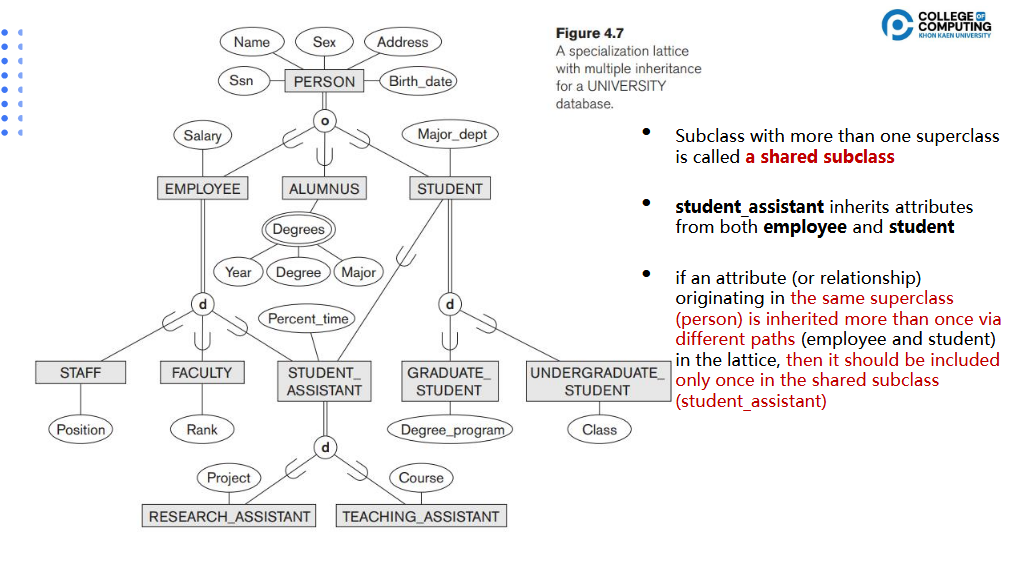 COLLEGE OF
COMPUTING
KHON KAEN UNIVERSITY
Figure 4.7
A specialization lattice
with multiple inheritance
for a UNIVERSITY
database.
Name
Sex
Address
Ssn
PERSON
Birth_date
o
Salary
Major_dept
EMPLOYEE
ALUMNUS
STUDENT
Degrees
Year
Degree
Major
d
d
Percent_time
STAFF
FACULTY
STUDENT_
ASSISTANT
GRADUATE_
STUDENT
UNDERGRADUATE_
STUDENT
Position
Rank
Degree_program
Class
d
Project
Course
RESEARCH_ASSISTANT
TEACHING_ASSISTANT
• Subclass with more than one superclass
is called a shared subclass
• student_assistant inherits attributes
from both employee and student
• if an attribute (or relationship)
originating in the same superclass
(person) is inherited more than once via
different paths (employee and student)
in the lattice, then it should be included
only once in the shared subclass
(student_assistant)